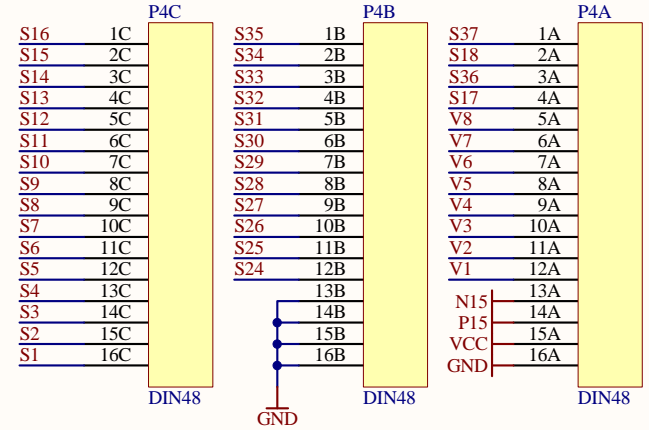 P4C P4B P4A
S16 1C S35 1B S37 1A
S15 2C S34 2B S18 2A
S14 3C S33 3B S36 3A
S13 4C S32 4B S17 4A
S12 5C S31 5B V8 5A
S11 6C S30 6B V7 6A
S10 7C S29 7B V6 7A
S9 8C S28 8B V5 8A
S8 9C S27 9B V4 9A
S7 10C S26 10B V3 10A
S6 11C S25 11B V2 11A
S5 12C S24 12B V1 12A
S4 13C 13B N15 13A
S3 14C 14B P15 14A
S2 15C 15B VCC 15A
S1 16C 16B GND 16A
DIN48 DIN48 DIN48
GND